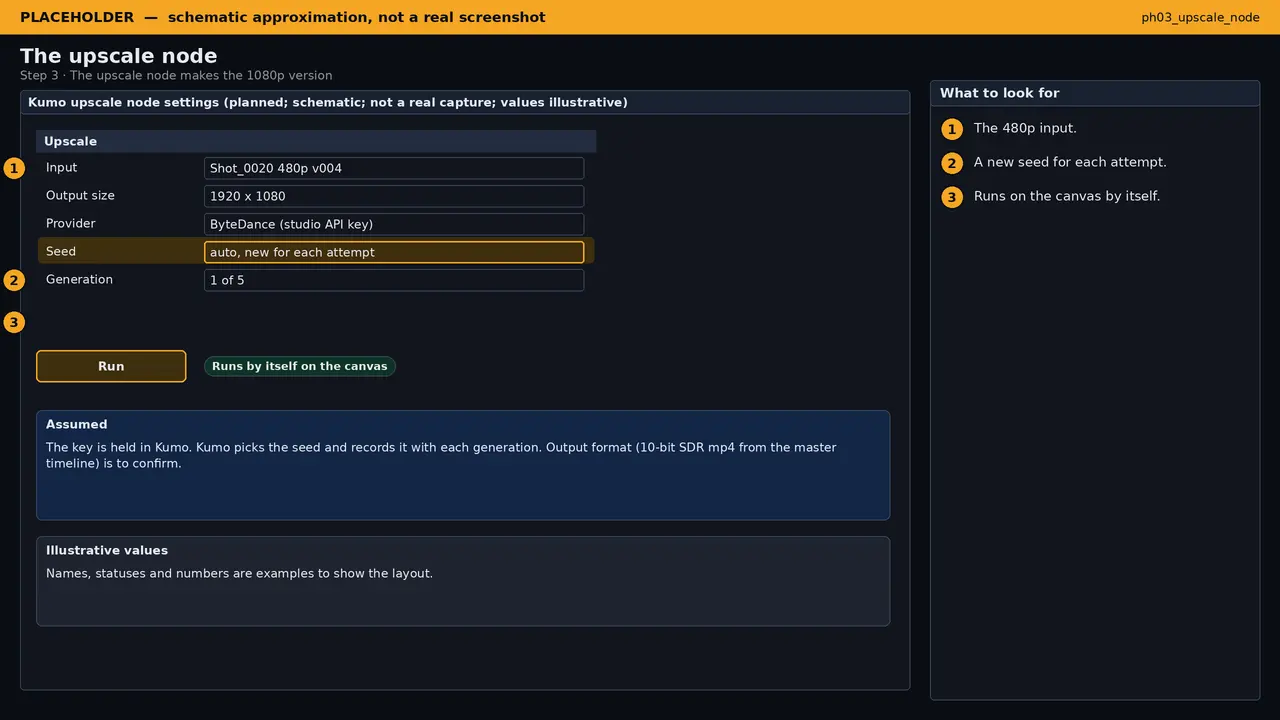 PLACEHOLDER — schematic approximation, not a real screenshot
ph03_upscale_node
The upscale node
Step 3 · The upscale node makes the 1080p version
Kumo upscale node settings (planned; schematic; not a real capture; values illustrative)
Upscale
1
Input
Shot_0020 480p v004
Output size
1920 x 1080
Provider
ByteDance (studio API key)
Seed
auto, new for each attempt
2
Generation
1 of 5
3
Run
Runs by itself on the canvas
Assumed
The key is held in Kumo. Kumo picks the seed and records it with each generation. Output format (10-bit SDR mp4 from the master
timeline) is to confirm.
Illustrative values
Names, statuses and numbers are examples to show the layout.
What to look for
1 The 480p input.
2 A new seed for each attempt.
3 Runs on the canvas by itself.